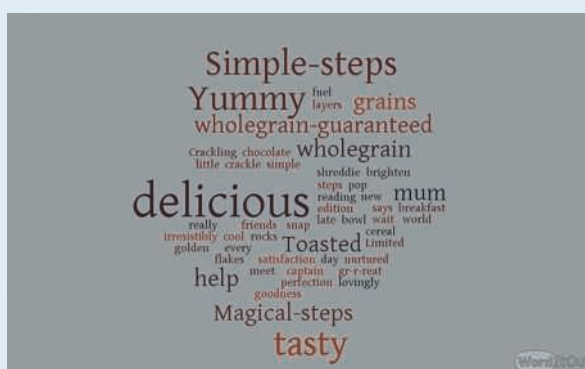 Simple-steps
Yummy fuel
layers grains
wholegrain-guaranteed
Crackling chocolate wholegrain
little crackle simple
shreddie brighten
steps pop
delicious reading new mum
edition says breakfast
really friends snap late bowl wait world
irresistibly cool rocks Toasted cereal
golden every Limited
flakes satisfaction day nurtured
help meet captain gr-r-reat
perfection lovingly
goodness
Magical-steps
tasty
WordItOu